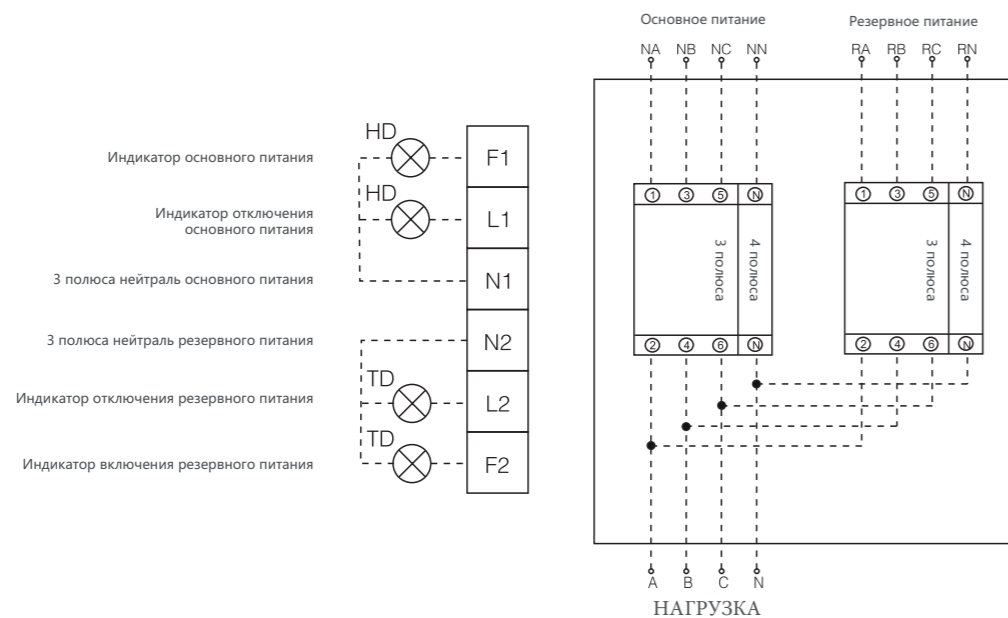 Индикатор основного питания
Индикатор отключения
основного питания
3 полюса нейтраль основного питания
3 полюса нейтраль резервного питания
Индикатор отключения резервного питания
Индикатор включения резервного питания
HD
HD
TD
TD
F1
L1
N1
N2
L2
F2
Основное питание
Резервное питание
NA NB NC NN
RA RB RC RN
1 3 5 N
1 3 5 N
3 полюса
4 полюса
3 полюса
4 полюса
2 4 6 N
2 4 6 N
A B C N
НАГРУЗКА